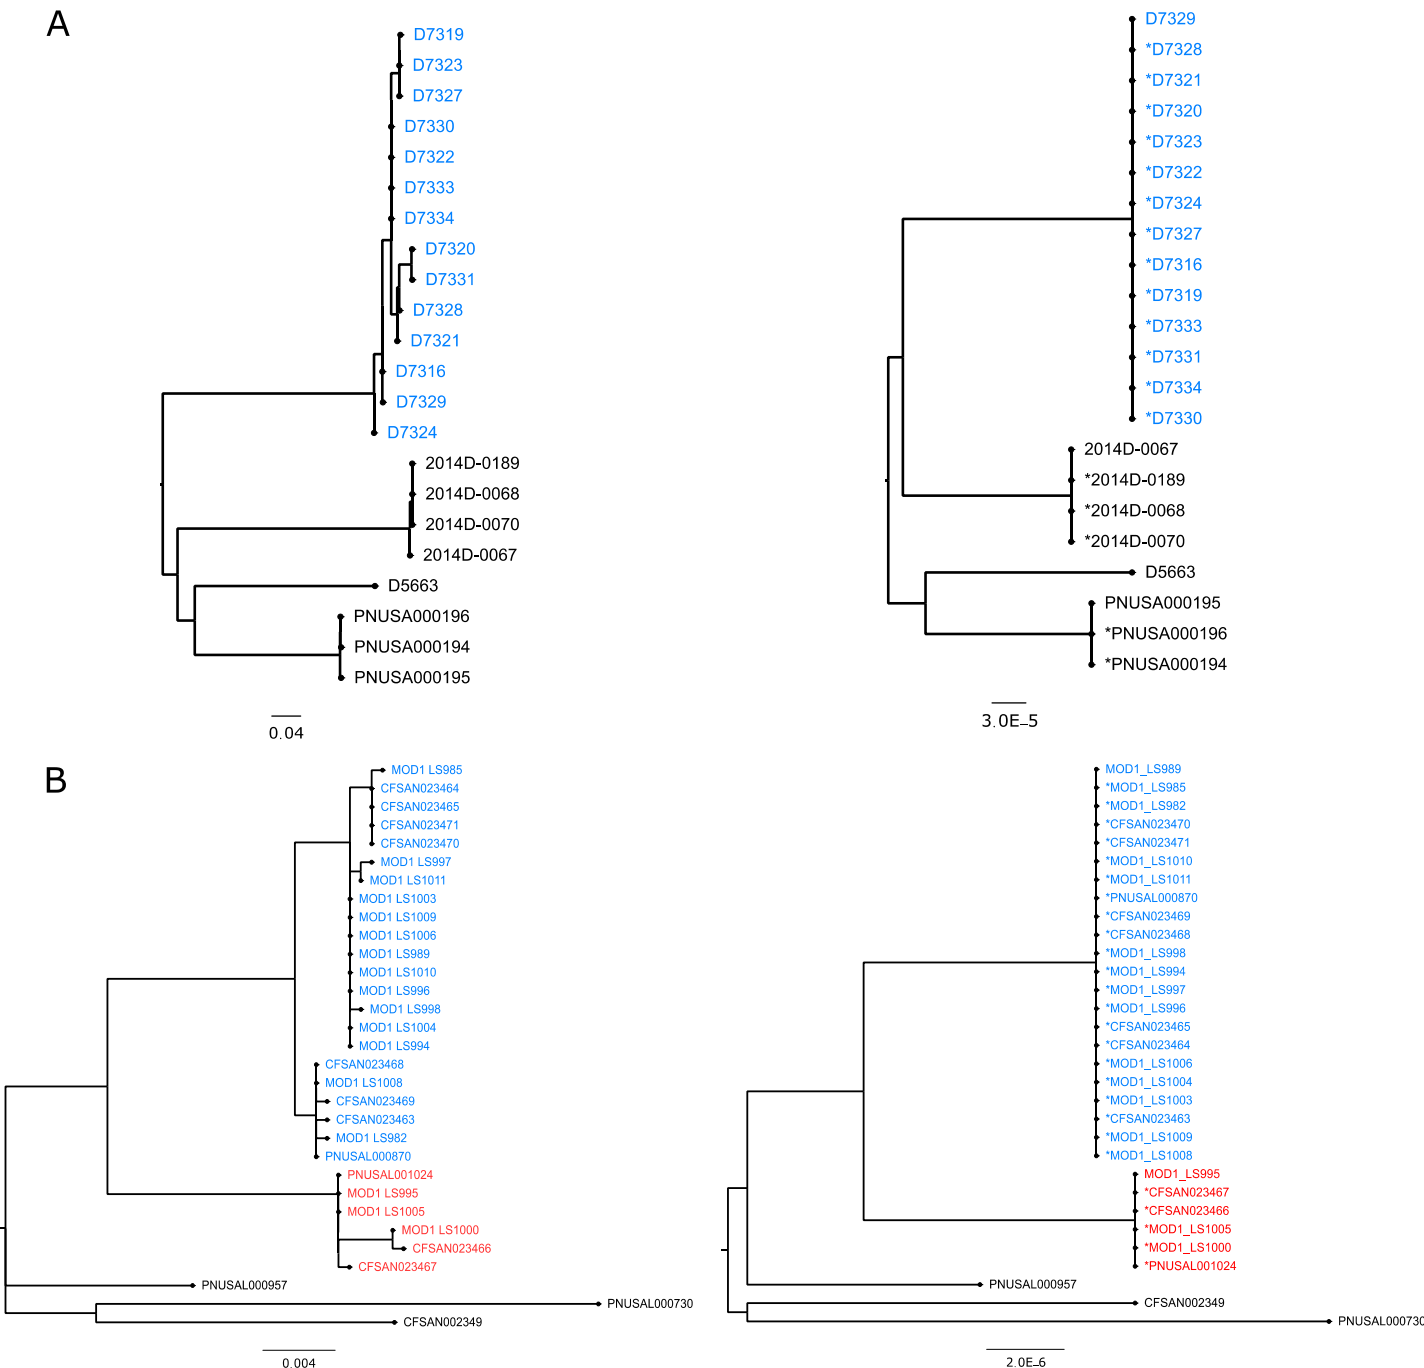 A
D7319
D7323
D7327
D7330
D7322
D7333
D7334
D7320
D7331
D7328
D7321
D7316
D7329
D7324
2014D-0189
2014D-0068
2014D-0070
2014D-0067
D5663
PNUSA000196
PNUSA000194
PNUSA000195
0.04
D7329
*D7328
*D7321
*D7320
*D7323
*D7322
*D7324
*D7327
*D7316
*D7319
*D7333
*D7331
*D7334
*D7330
2014D-0067
*2014D-0189
*2014D-0068
*2014D-0070
D5663
PNUSA000195
*PNUSA000196
*PNUSA000194
3.0E-5
B
MOD1 LS985
CFSAN023464
CFSAN023465
CFSAN023471
CFSAN023470
MOD1 LS997
MOD1 LS1011
MOD1 LS1003
MOD1 LS1009
MOD1 LS1006
MOD1 LS989
MOD1 LS1010
MOD1 LS996
MOD1 LS998
MOD1 LS1004
MOD1 LS994
CFSAN023468
MOD1 LS1008
CFSAN023469
CFSAN023463
MOD1 LS982
PNUSAL000870
PNUSAL001024
MOD1 LS995
MOD1 LS1005
MOD1 LS1000
CFSAN023466
CFSAN023467
PNUSAL000957
PNUSAL000730
CFSAN002349
0.004
MOD1_LS989
*MOD1_LS985
*MOD1_LS982
*CFSAN023470
*CFSAN023471
*MOD1_LS1010
*MOD1_LS1011
*PNUSAL000870
*CFSAN023469
*CFSAN023468
*MOD1_LS998
*MOD1_LS994
*MOD1_LS997
*MOD1_LS996
*CFSAN023465
*CFSAN023464
*MOD1_LS1006
*MOD1_LS1004
*MOD1_LS1003
*CFSAN023463
*MOD1_LS1009
*MOD1_LS1008
MOD1_LS995
*CFSAN023467
*CFSAN023466
*MOD1_LS1005
*MOD1_LS1000
*PNUSAL001024
PNUSAL000957
CFSAN002349
PNUSAL000730
2.0E-6